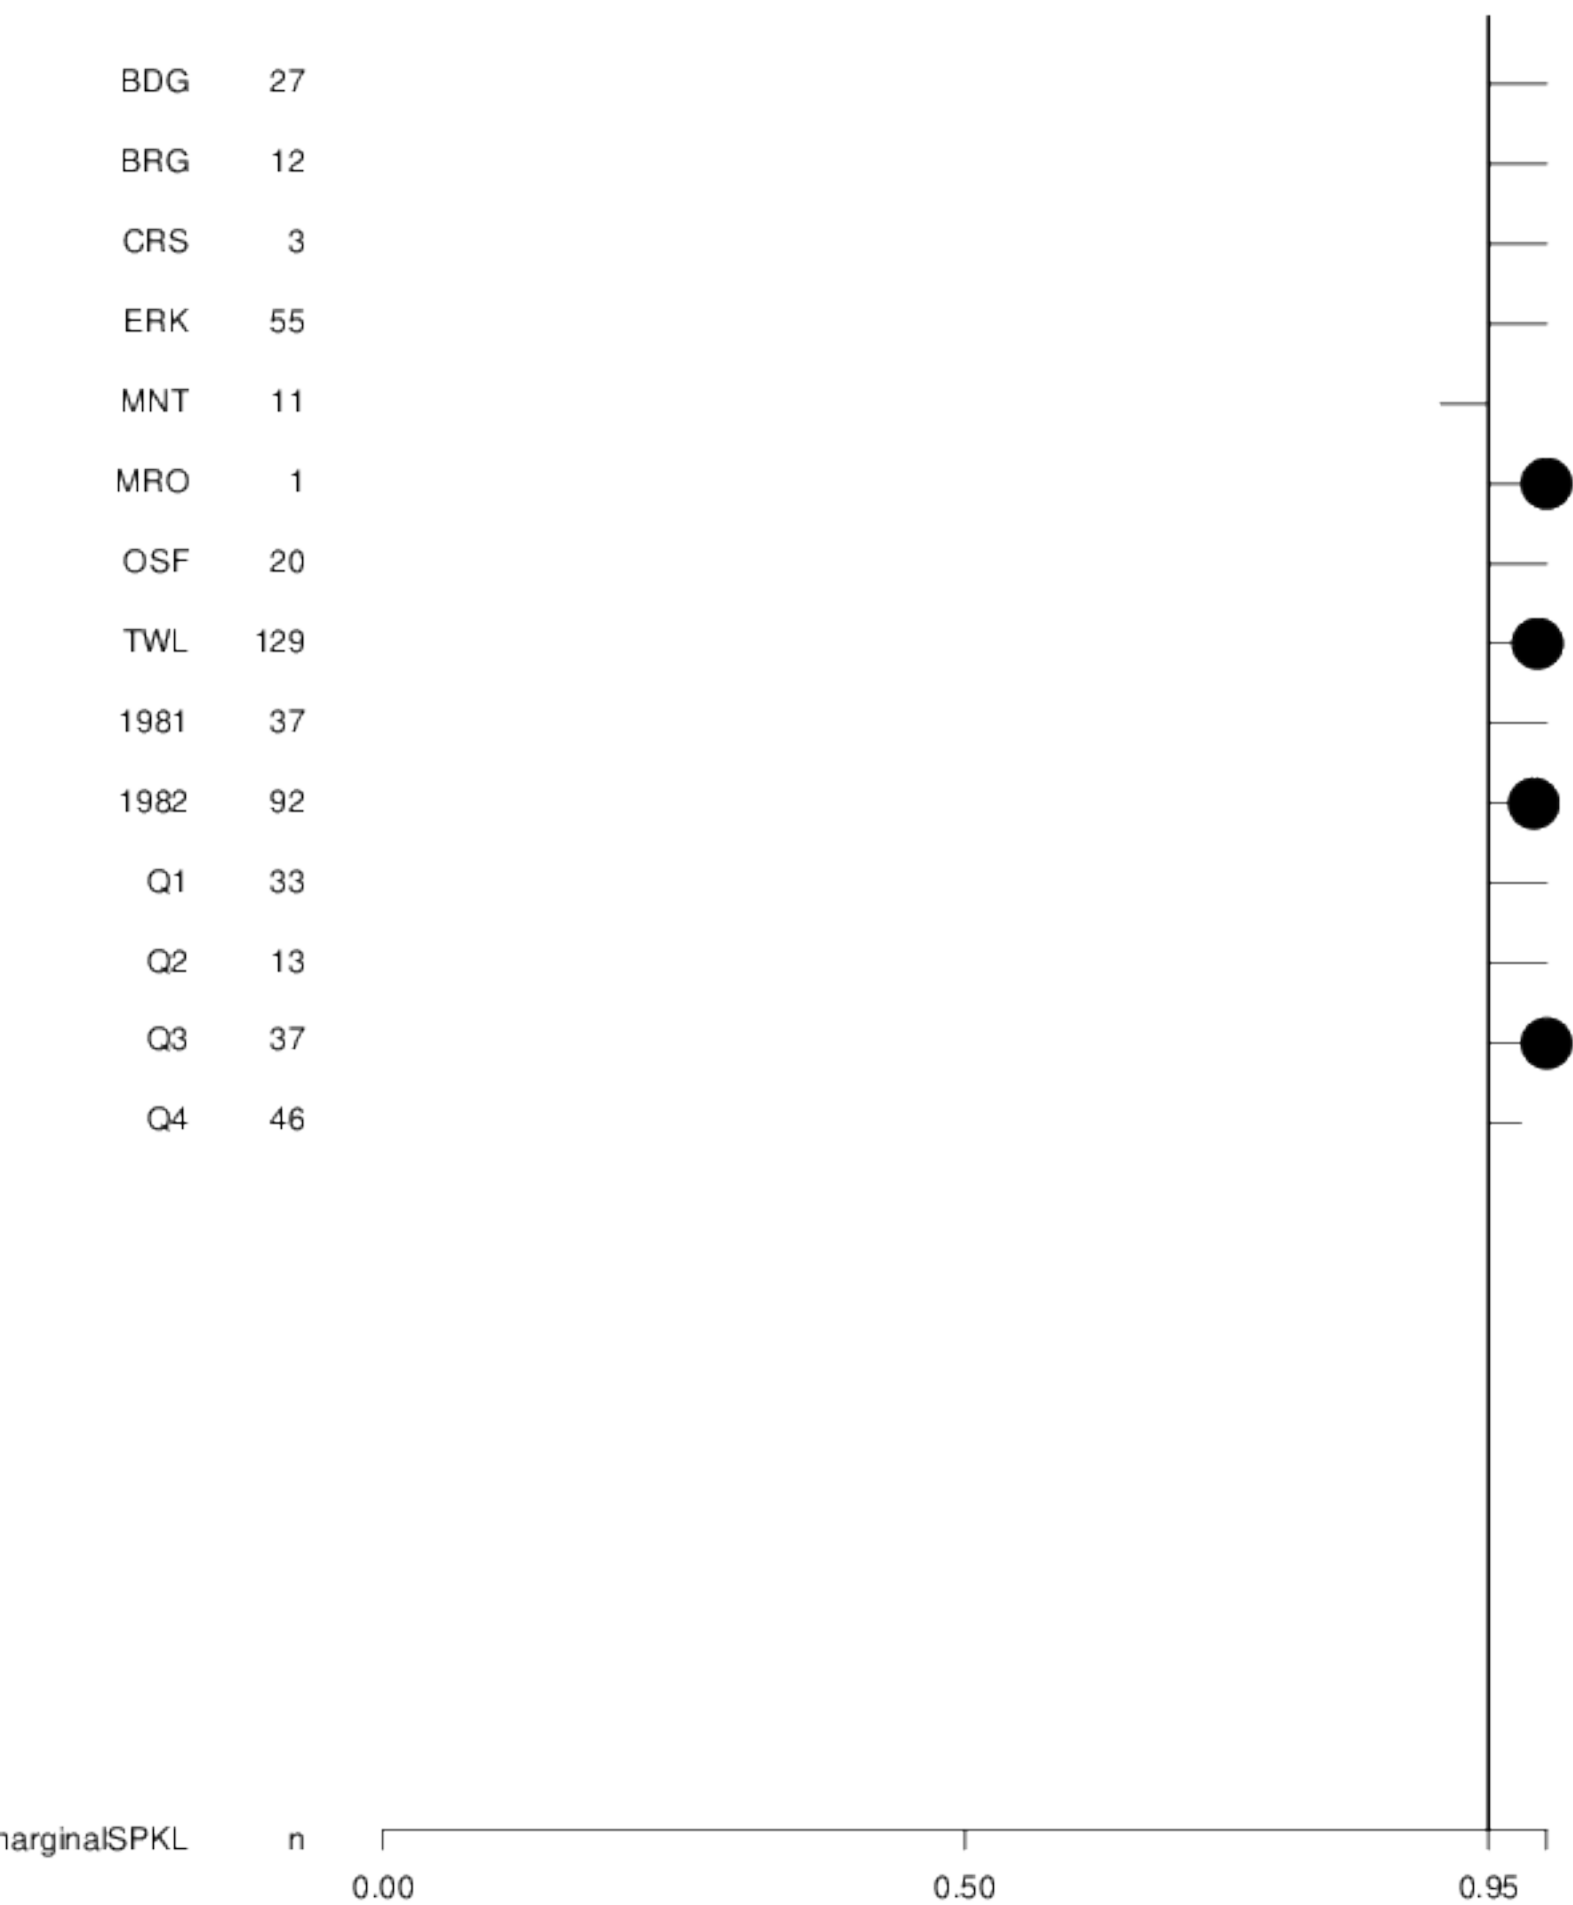 BDG 27
BRG 12
CRS 3
ERK 55
MNT 11
MRO 1
OSF 20
TWL 129
1981 37
1982 92
Q1 33
Q2 13
Q3 37
Q4 46
arginalSPKL n
0.00 0.50 0.95